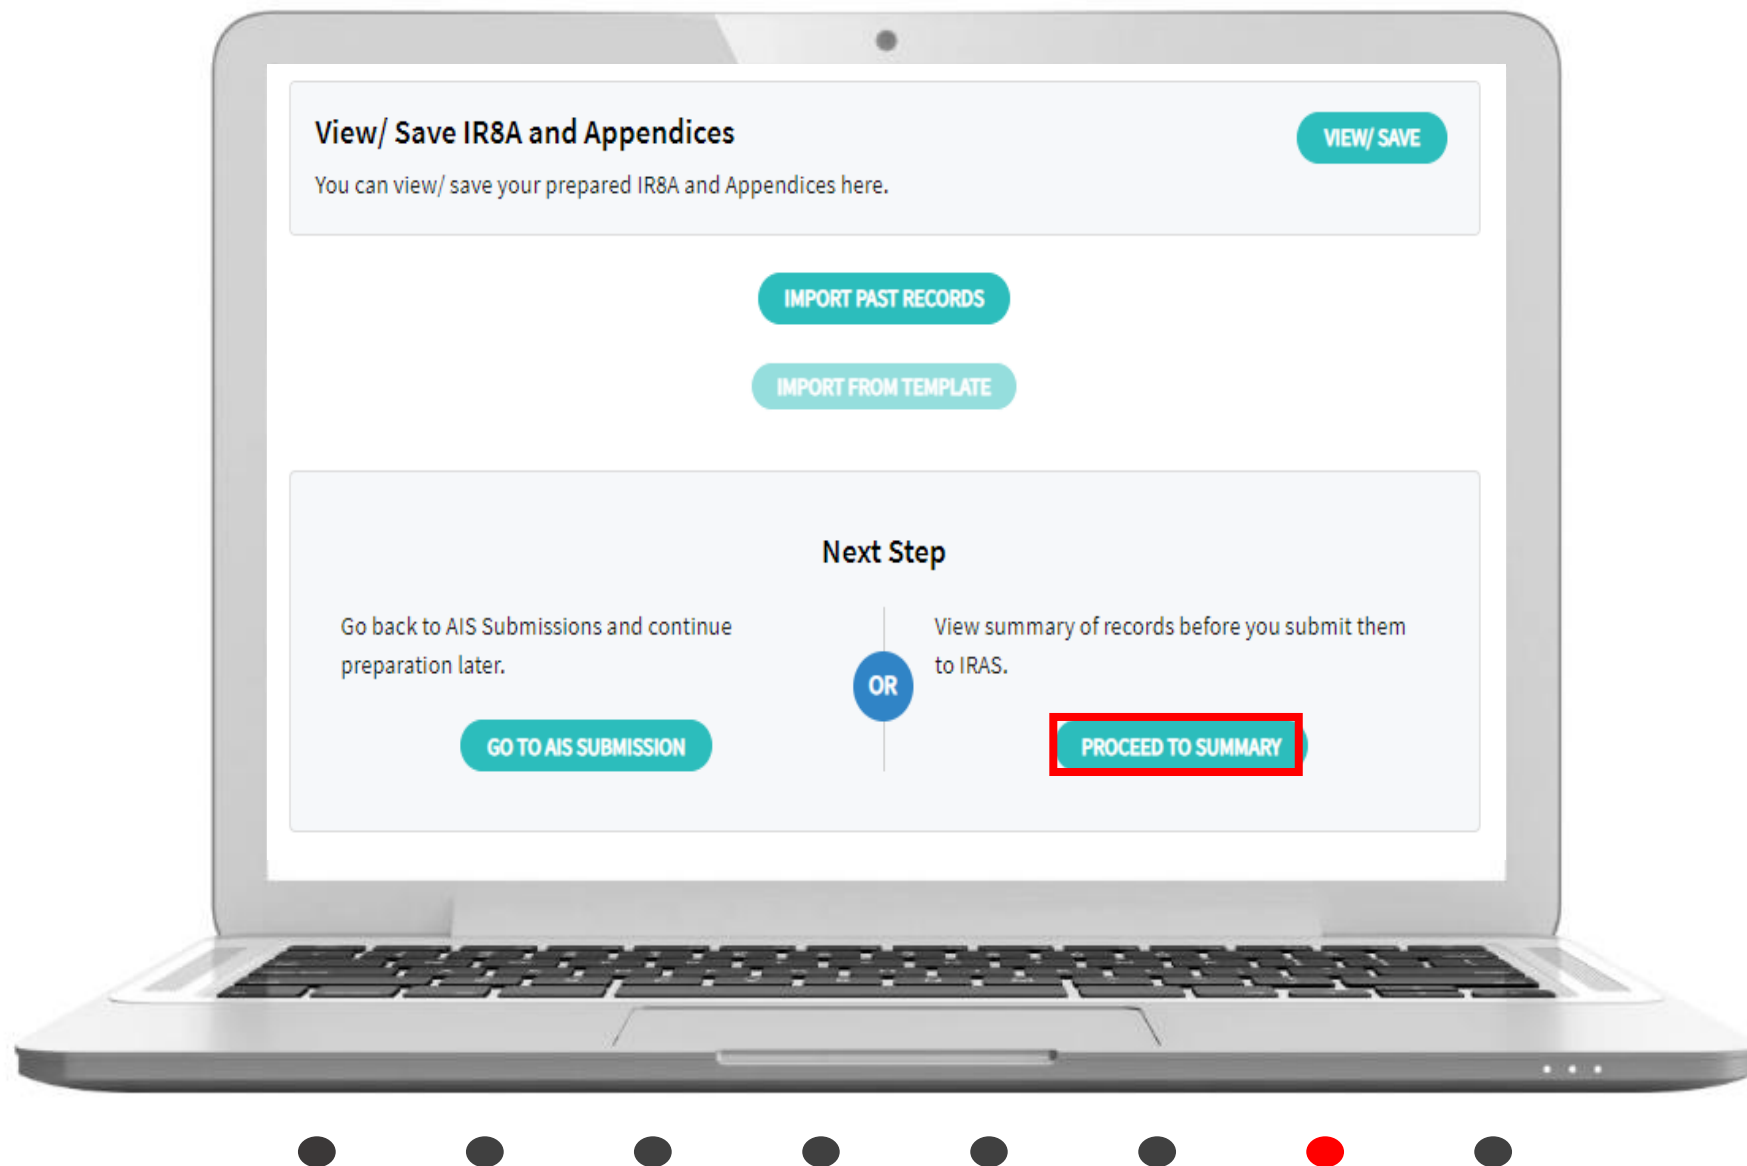 View/ Save IR8A and Appendices
VIEW/ SAVE
You can view/ save your prepared IR8A and Appendices here.
IMPORT PAST RECORDS
IMPORT FROM TEMPLATE
Next Step
Go back to AIS Submissions and continue
preparation later.
OR
View summary of records before you submit them
to IRAS.
GO TO AIS SUBMISSION
PROCEED TO SUMMARY